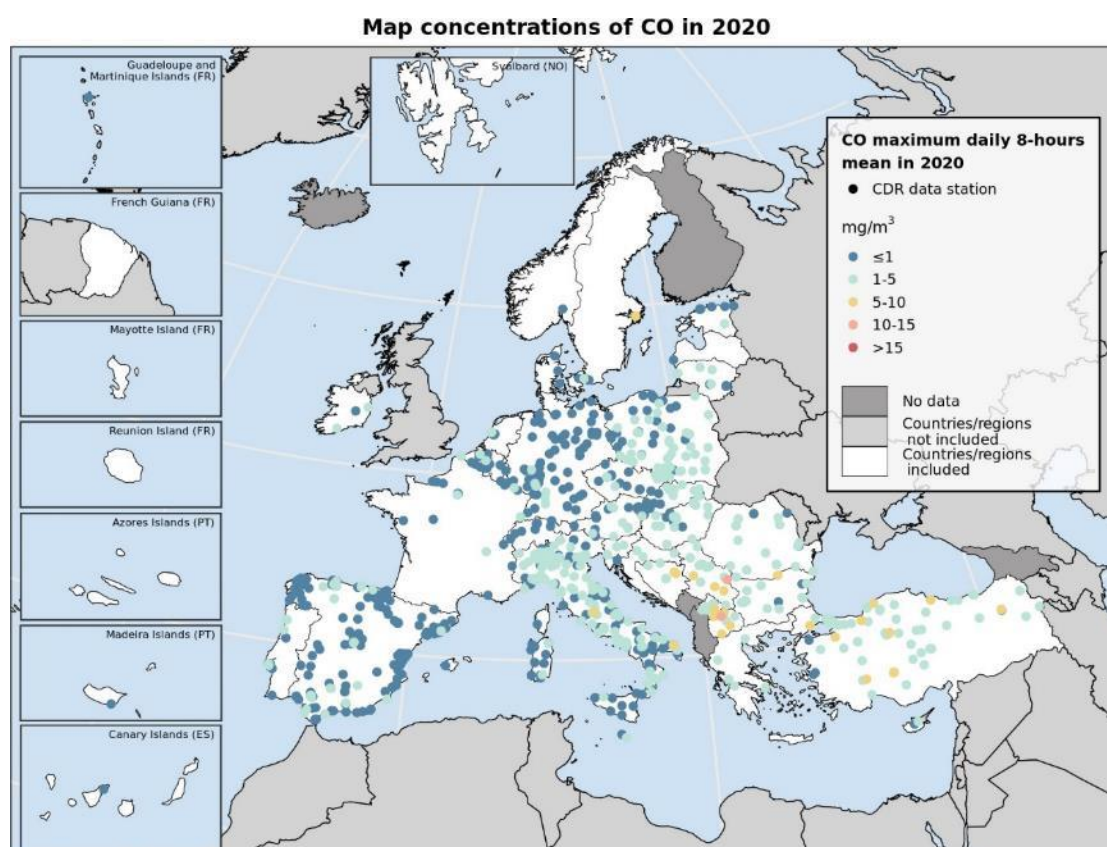 Map concentrations of CO in 2020
Guadeloupe and
Martinique Islands (FR)
Svalbard (NO)
French Guiana (FR)
Mayotte Island (FR)
Reunion Island (FR)
Azores Islands (PT)
Madeira Islands (PT)
Canary Islands (ES)
CO maximum daily 8-hours
mean in 2020
CDR data station
mg/m³
≤1
1-5
5-10
10-15
>15
No data
Countries/regions
not included
Countries/regions
included